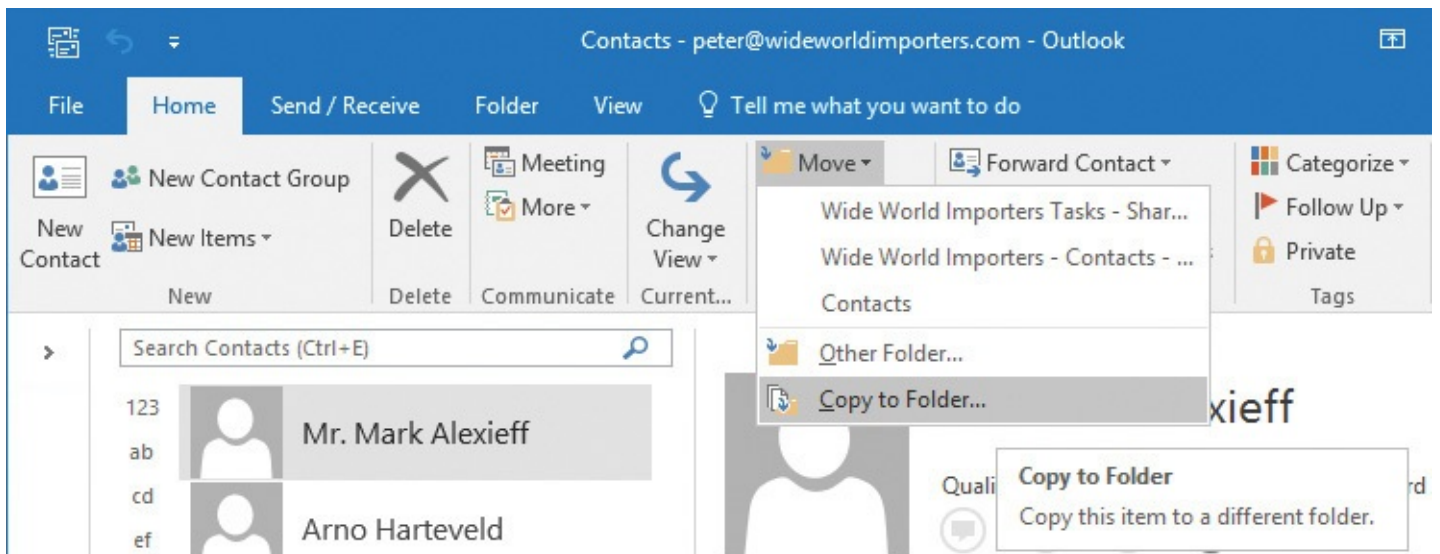 Contacts - peter@wideworldimporters.com - Outlook
File Home Send / Receive Folder View Tell me what you want to do
New Contact
New Contact Group
New Items
New
Delete
Delete
Meeting
More
Communicate
Change View
Current...
Move
Forward Contact
Categorize
Follow Up
Private
Tags
Wide World Importers Tasks - Shar...
Wide World Importers - Contacts - ...
Contacts
Other Folder...
Copy to Folder...
Search Contacts (Ctrl+E)
123
ab
cd
ef
Mr. Mark Alexieff
Arno Harteveld
xieff
Quali
rd
Copy to Folder
Copy this item to a different folder.